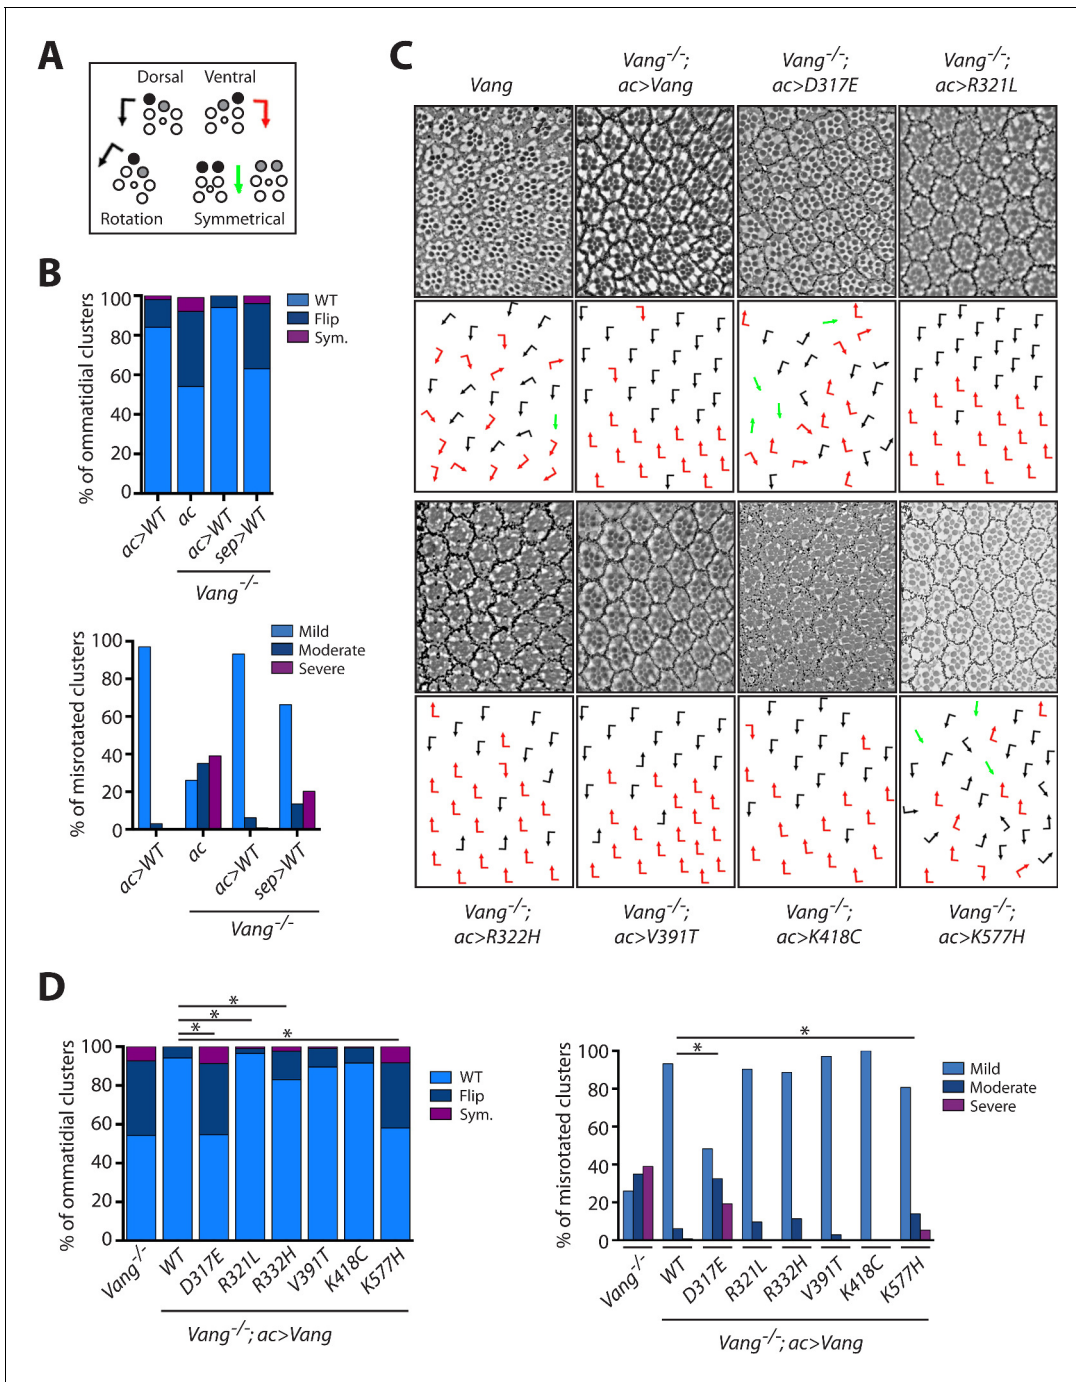 A
Dorsal Ventral
Rotation Symmetrical
B
% of ommatidial clusters
100
80
60
40
20
0
WT
Flip
Sym.
ac>WT
ac
ac>WT
sep>WT
Vang-/-
% of misrotated clusters
100
80
60
40
20
0
Mild
Moderate
Severe
ac>WT
ac
ac>WT
sep>WT
Vang-/-
C
Vang
Vang-/-;
ac>Vang
Vang-/-;
ac>D317E
Vang-/-;
ac>R321L
Vang-/-;
ac>R322H
Vang-/-;
ac>V391T
Vang-/-;
ac>K418C
Vang-/-;
ac>K577H
D
% of ommatidial clusters
100
80
60
40
20
0
*
*
*
*
WT
Flip
Sym.
Vang-/-
WT
D317E
R321L
R332H
V391T
K418C
K577H
Vang-/-; ac>Vang
% of misrotated clusters
100
80
60
40
20
0
*
*
Mild
Moderate
Severe
Vang-/-
WT
D317E
R321L
R332H
V391T
K418C
K577H
Vang-/-; ac>Vang